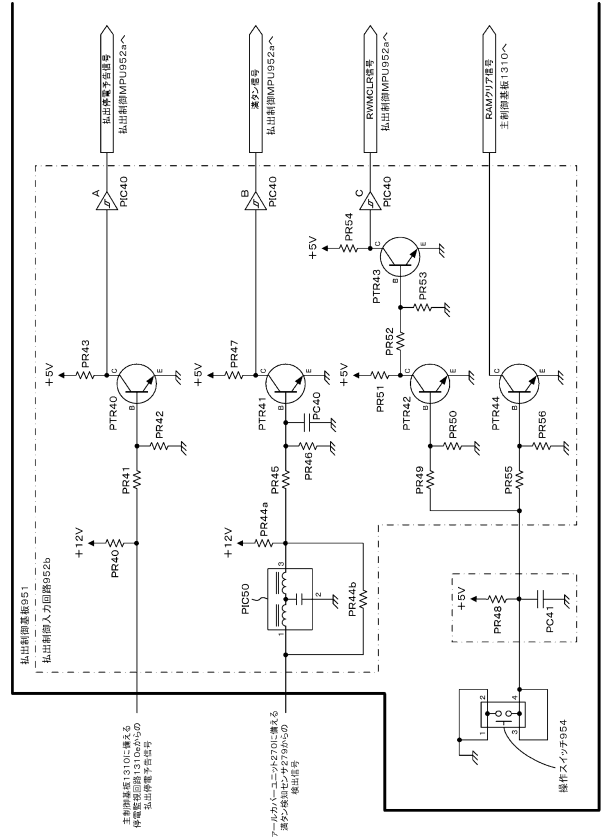 払出制御基板951
払出制御入力回路952b
主制御基板1310に備える
停電監視回路1310eからの
払出停電予告信号
+12V
PR40
PR41
PR42
+5V
PR43
PTR40
B
C
E
A
PIC40
払出停電予告信号
払出制御MPU952aへ
アールカバーユニット270に備える
満タン検知センサ279からの
検出信号
PIC50
1
2
3
PR44b
+12V
PR44a
PR45
PR46
PC40
+5V
PR47
PTR41
B
C
E
B
PIC40
満タン信号
払出制御MPU952aへ
操作スイッチ954
1
2
3
4
+5V
PR48
PC41
PR49
PR50
+5V
PR51
PTR42
B
C
E
PR52
PR53
+5V
PR54
PTR43
B
C
E
C
PIC40
RWMCLR信号
払出制御MPU952aへ
PR55
PR56
PTR44
B
C
E
RAMクリア信号
主制御基板1310へ